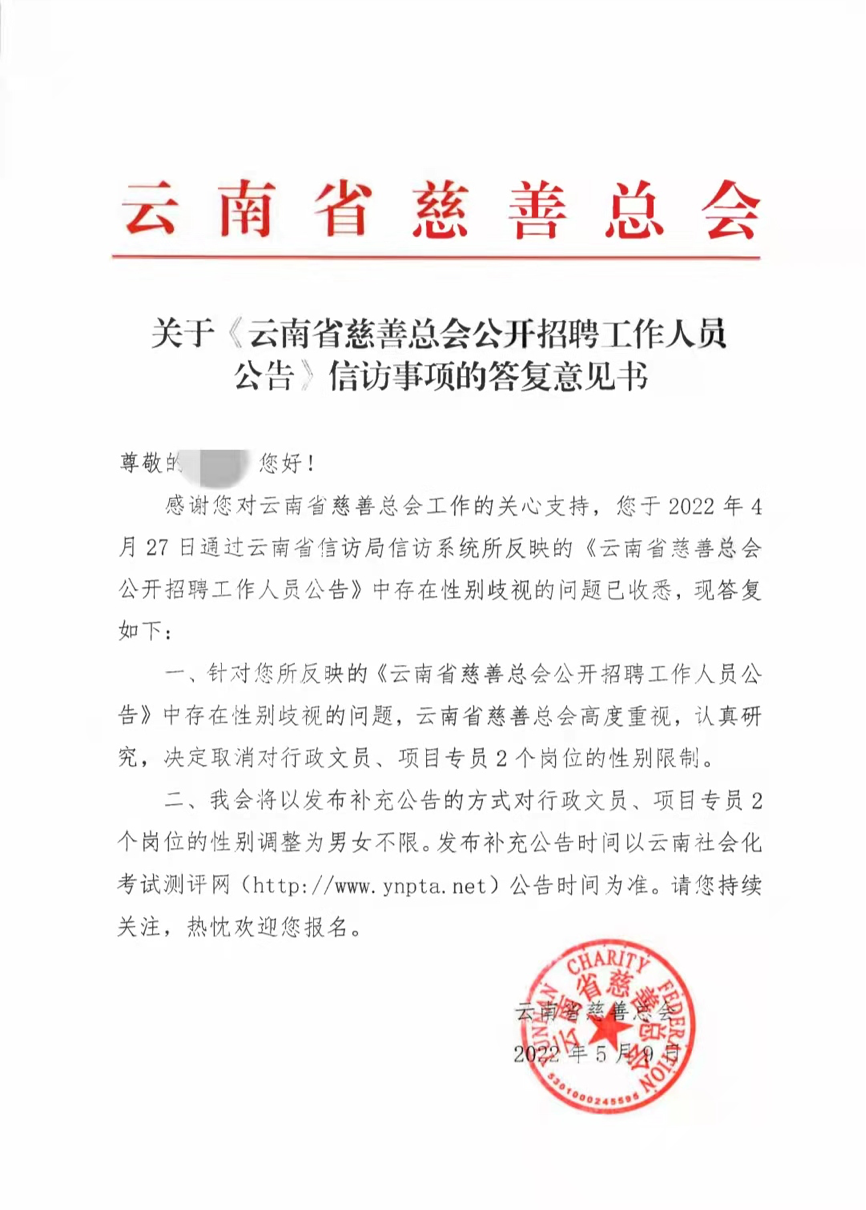 云南省慈善总会
关于《云南省慈善总会公开招聘工作人员
公告》信访事项的答复意见书
尊敬的 您好！
感谢您对云南省慈善总会工作的关心支持，您于 2022 年 4
月 27 日通过云南省信访局信访系统所反映的《云南省慈善总会
公开招聘工作人员公告》中存在性别歧视的问题已收悉，现答复
如下：
一、针对您所反映的《云南省慈善总会公开招聘工作人员公
告》中存在性别歧视的问题，云南省慈善总会高度重视，认真研
究，决定取消对行政文员、项目专员 2 个岗位的性别限制。
二、我会将以发布补充公告的方式对行政文员、项目专员 2
个岗位的性别调整为男女不限。发布补充公告时间以云南社会化
考试测评网（http://www.ynpta.net）公告时间为准。请您持续
关注，热忱欢迎您报名。
云南省慈善总会
2022 年 5 月 9 日
YUNNAN CHARITY FEDERATION
云南省慈善总会
5301000245595